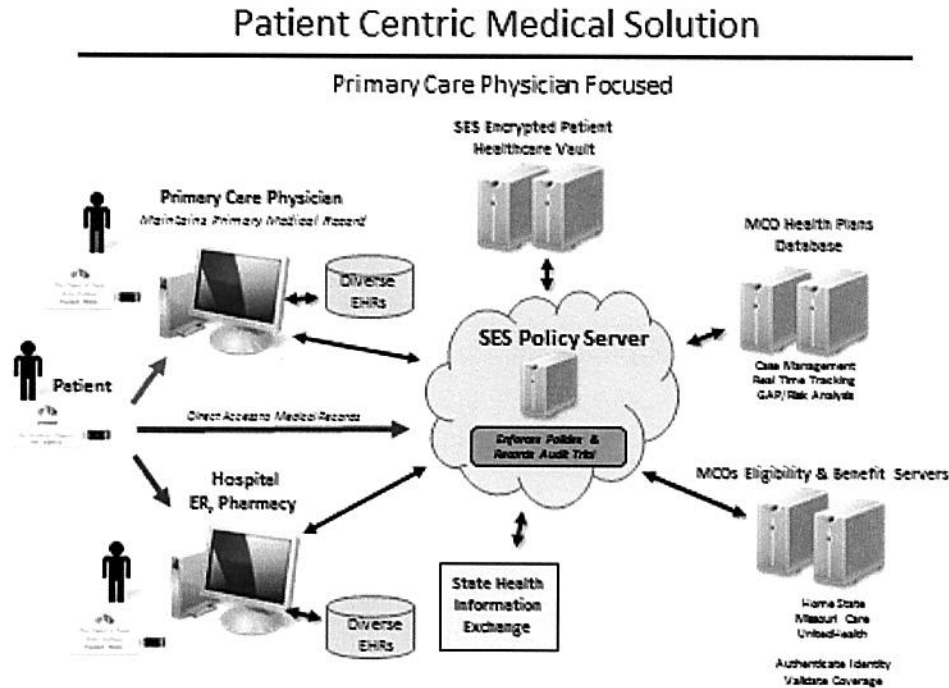 Patient Centric Medical Solution
Primary Care Physician Focused
SES Encrypted Patient
Healthcare Vault
Primary Care Physician
Maintains Primary Medical Record
Diverse
EHRs
MCO Health Plans
Database
Case Management
Real Time Tracking
GAP/Risk Analysis
SES Policy Server
Enforces Policies &
Records Audit Trial
Patient
Direct Access to Medical Records
Hospital
ER, Pharmacy
Diverse
EHRs
State Health
Information
Exchange
MCOs Eligibility & Benefit Servers
Home State
Missouri Care
UnitedHealth
Authenticate Identity
Validate Coverage